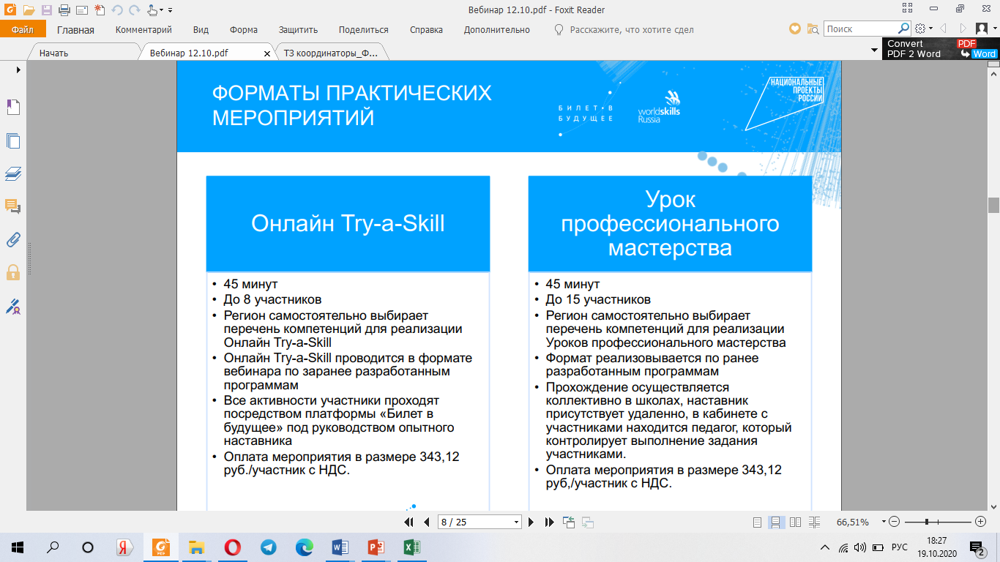 Вебинар 12.10.pdf - Foxit Reader
Файл
Главная
Комментарий
Вид
Форма
Защитить
Поделиться
Справка
Дополнительно
Расскажите, что хотите сдел
Поиск
Начать
Вебинар 12.10.pdf
ТЗ координаторы_Ф...
Convert
PDF 2 Word
PDF
Word
ФОРМАТЫ ПРАКТИЧЕСКИХ
МЕРОПРИЯТИЙ
БИЛЕТ В
БУДУЩЕЕ
worldskills
Russia
НАЦИОНАЛЬНЫЕ
ПРОЕКТЫ
РОССИИ
Онлайн Try-a-Skill
• 45 минут
• До 8 участников
• Регион самостоятельно выбирает
перечень компетенций для реализации
Онлайн Try-a-Skill
• Онлайн Try-a-Skill проводится в формате
вебинара по заранее разработанным
программам
• Все активности участники проходят
посредством платформы «Билет в
будущее» под руководством опытного
наставника
• Оплата мероприятия в размере 343,12
руб./участник с НДС.
Урок
профессионального
мастерства
• 45 минут
• До 15 участников
• Регион самостоятельно выбирает
перечень компетенций для реализации
Уроков профессионального мастерства
• Формат реализовывается по ранее
разработанным программам
• Прохождение осуществляется
коллективно в школах, наставник
присутствует удаленно, в кабинете с
участниками находится педагог, который
контролирует выполнение задания
участниками.
• Оплата мероприятия в размере 343,12
руб,/участник с НДС.
8 / 25
66,51%
РУС
18:27
19.10.2020
2